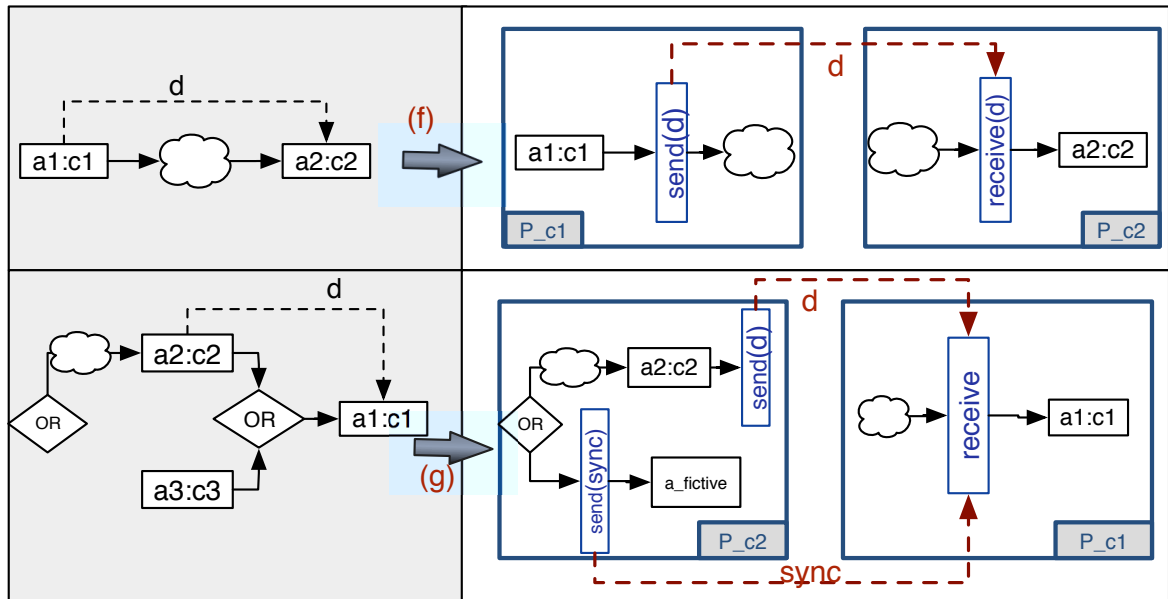 d
a1:c1
a2:c2
(f)
d
a1:c1
send(d)
P_c1
receive(d)
a2:c2
P_c2
d
a2:c2
OR
OR
a1:c1
a3:c3
(g)
d
a2:c2
send(d)
OR
send(sync)
a_fictive
P_c2
receive
a1:c1
P_c1
sync